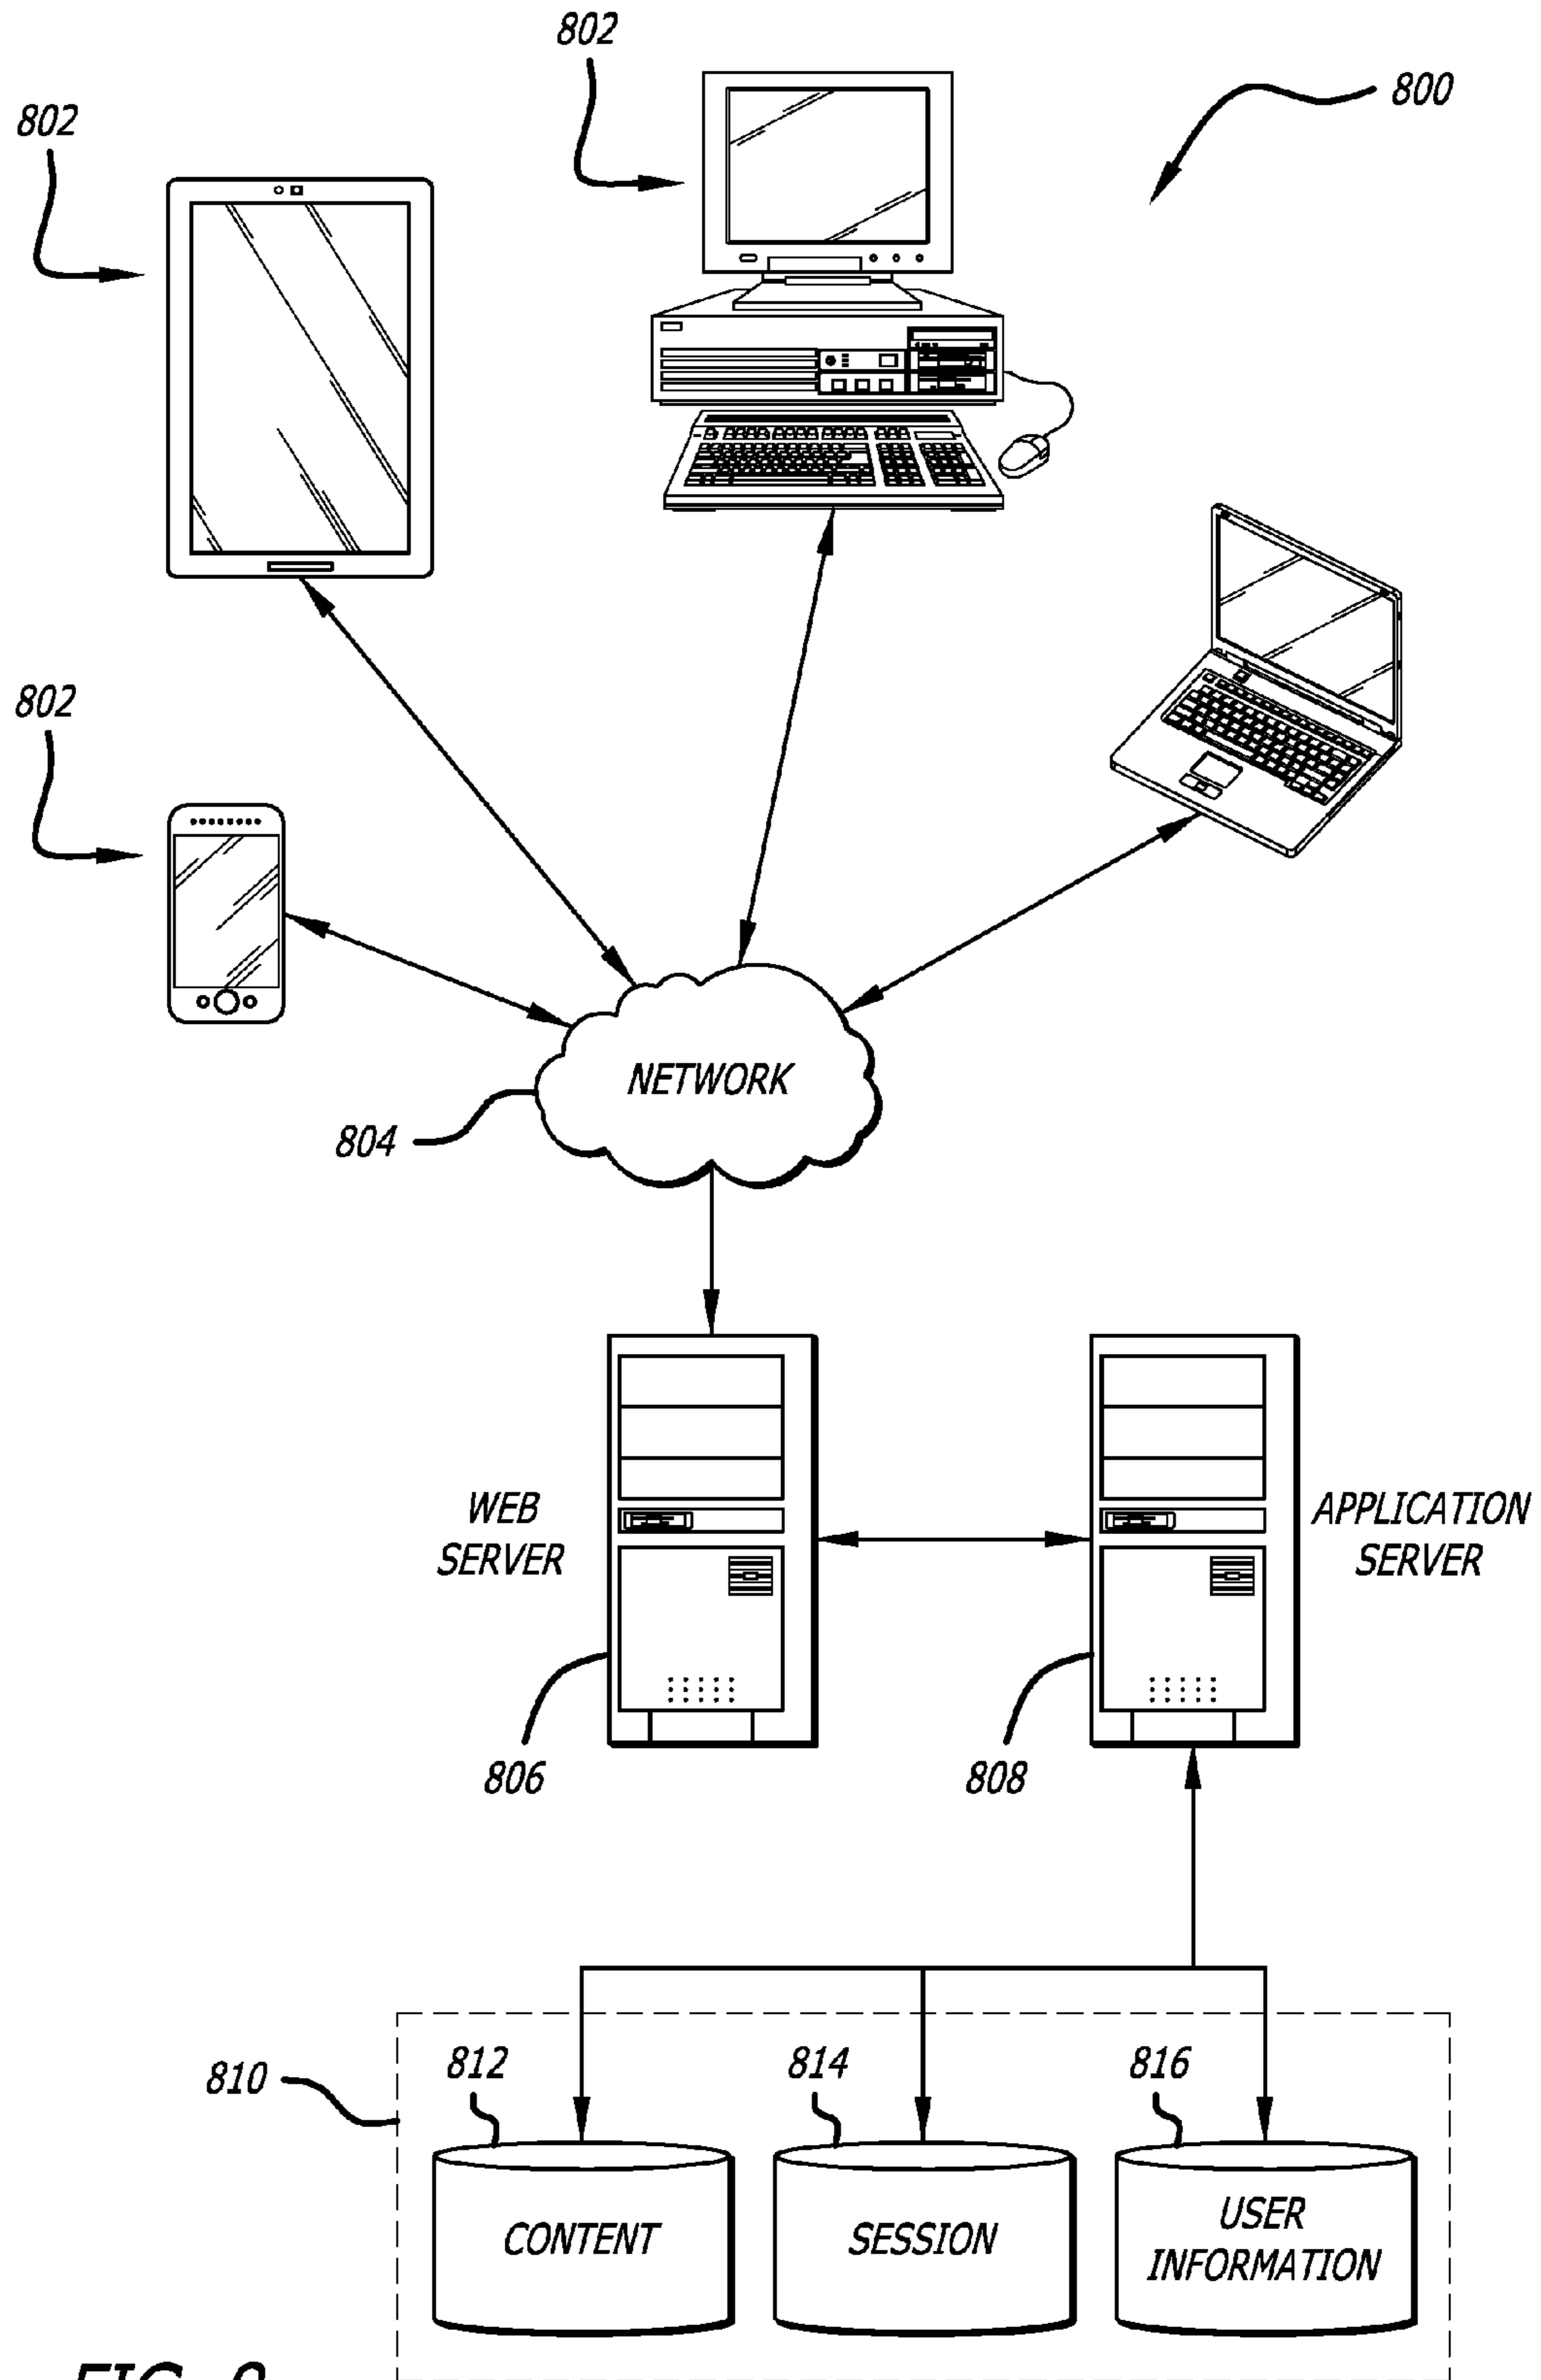 802
800
802
802
NETWORK
804
WEB
SERVER
APPLICATION
SERVER
806
808
810
812
814
816
CONTENT
SESSION
USER
INFORMATION